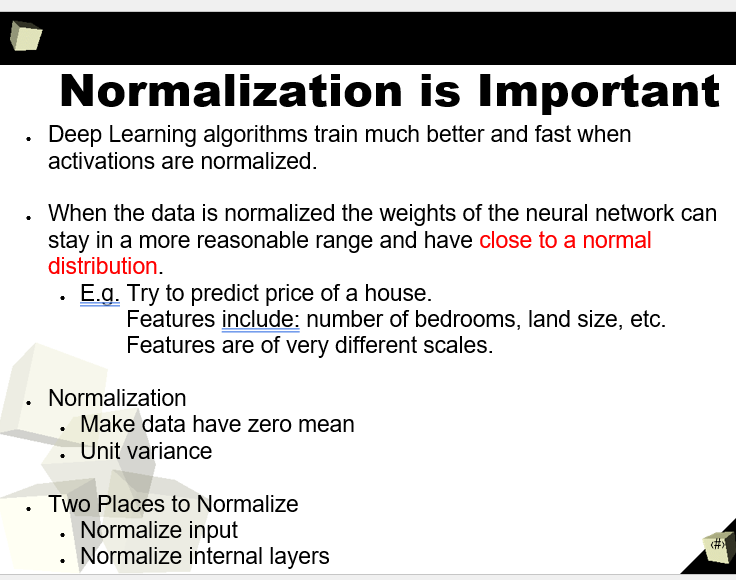 Normalization is Important
• Deep Learning algorithms train much better and fast when
activations are normalized.
• When the data is normalized the weights of the neural network can
stay in a more reasonable range and have close to a normal
distribution.
• E.g. Try to predict price of a house.
Features include: number of bedrooms, land size, etc.
Features are of very different scales.
• Normalization
• Make data have zero mean
• Unit variance
• Two Places to Normalize
• Normalize input
• Normalize internal layers
‹#›